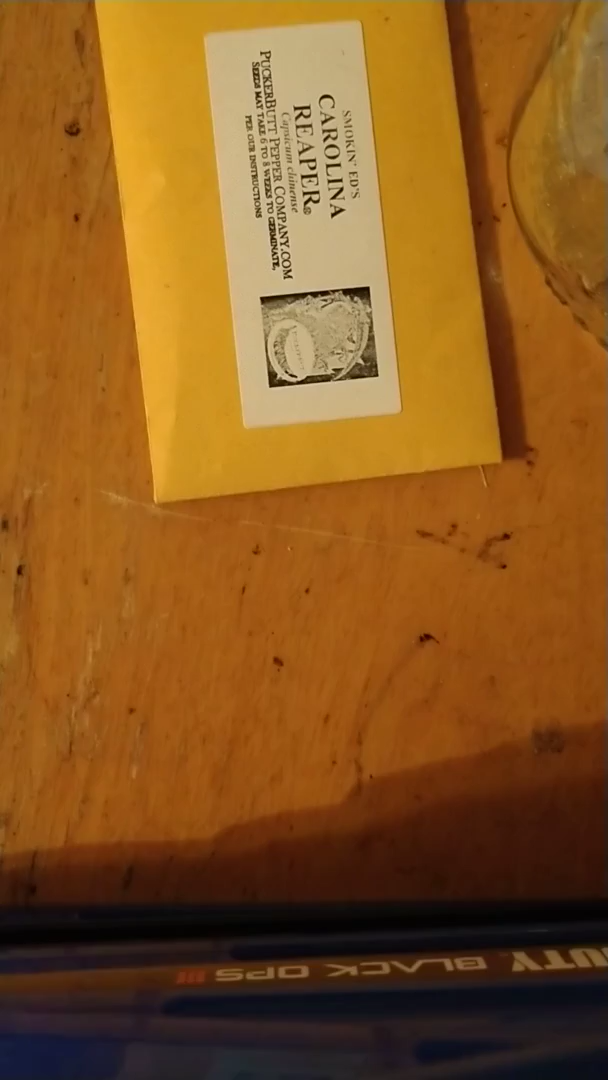 SMOKIN' ED'S
CAROLINA
REAPER®
Capsicum chinense
PUCKERBUTT PEPPER COMPANY.COM
SEEDS MAY TAKE 6 TO 8 WEEKS TO GERMINATE,
PER OUR INSTRUCTIONS
UTY BLACK OPS III